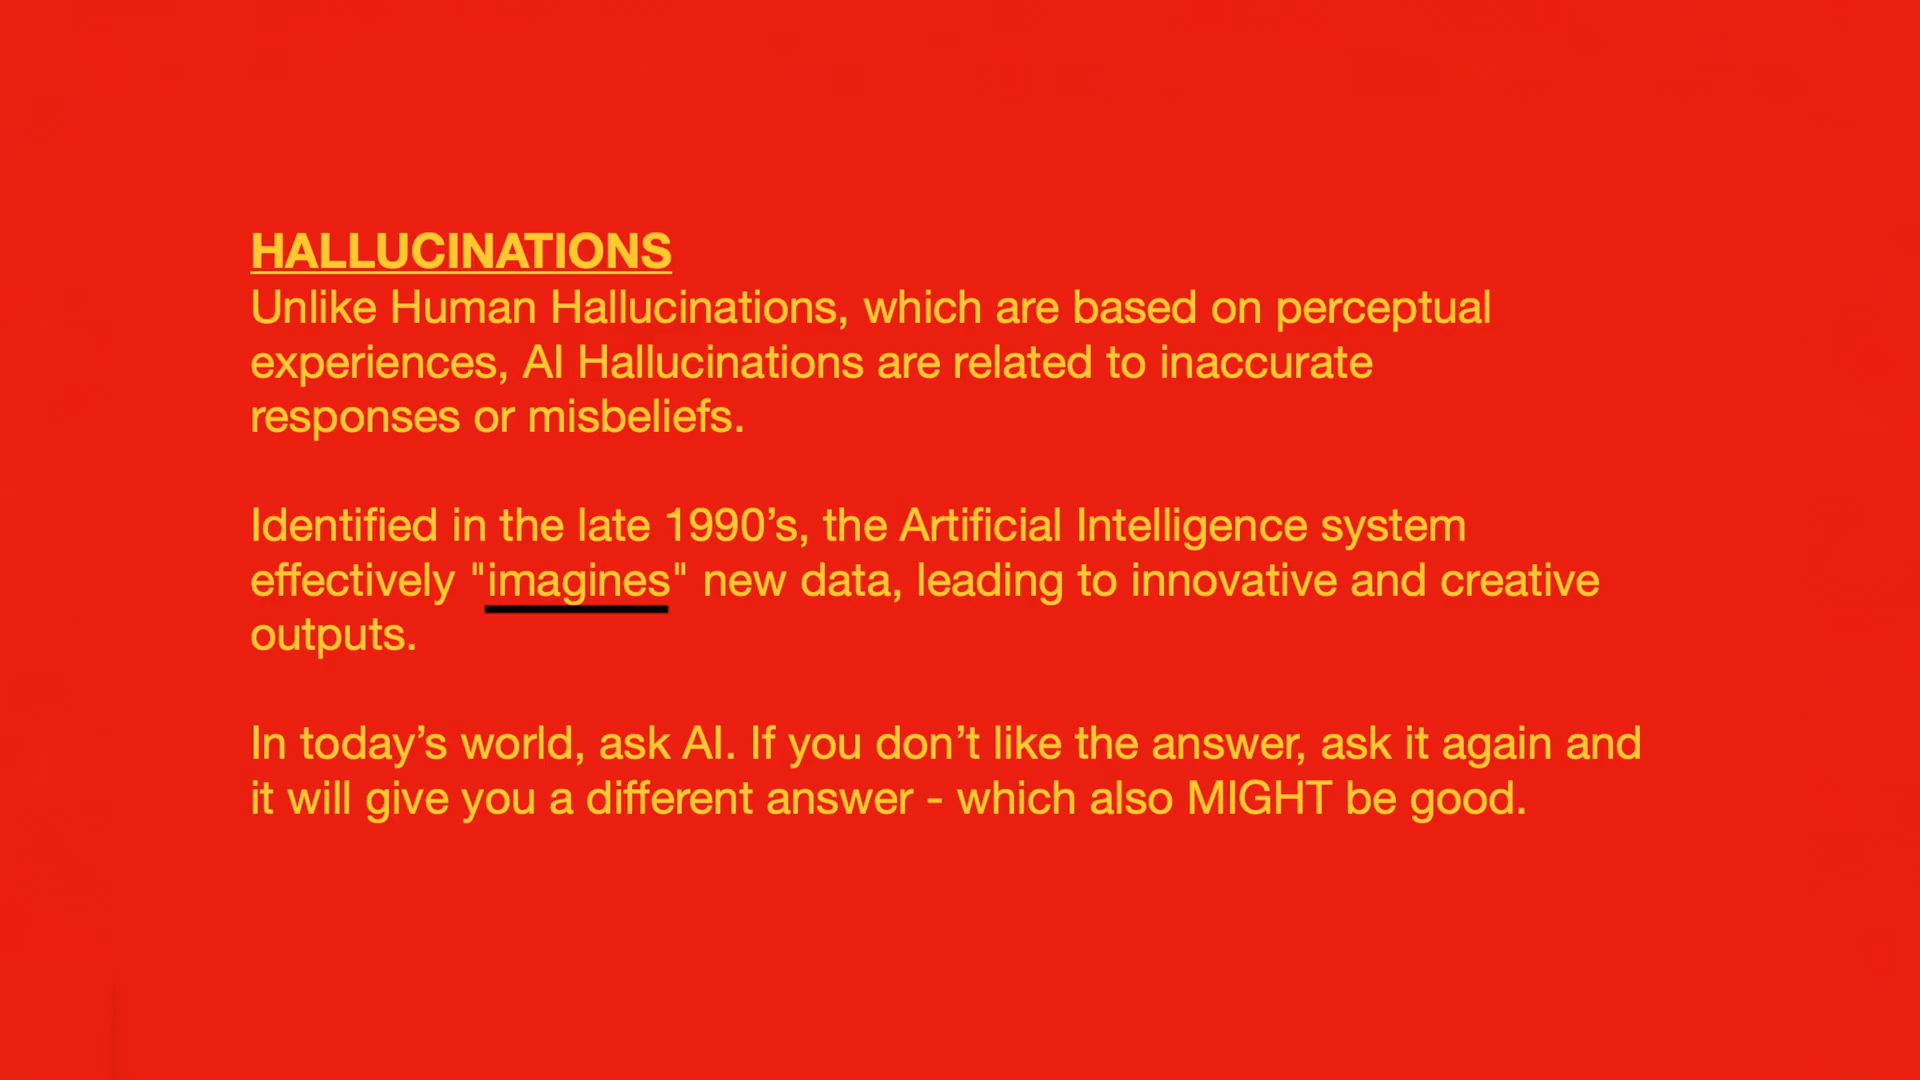 HALLUCINATIONS
Unlike Human Hallucinations, which are based on perceptual
experiences, AI Hallucinations are related to inaccurate
responses or misbeliefs.
Identified in the late 1990’s, the Artificial Intelligence system
effectively "imagines" new data, leading to innovative and creative
outputs.
In today’s world, ask AI. If you don’t like the answer, ask it again and
it will give you a different answer - which also MIGHT be good.